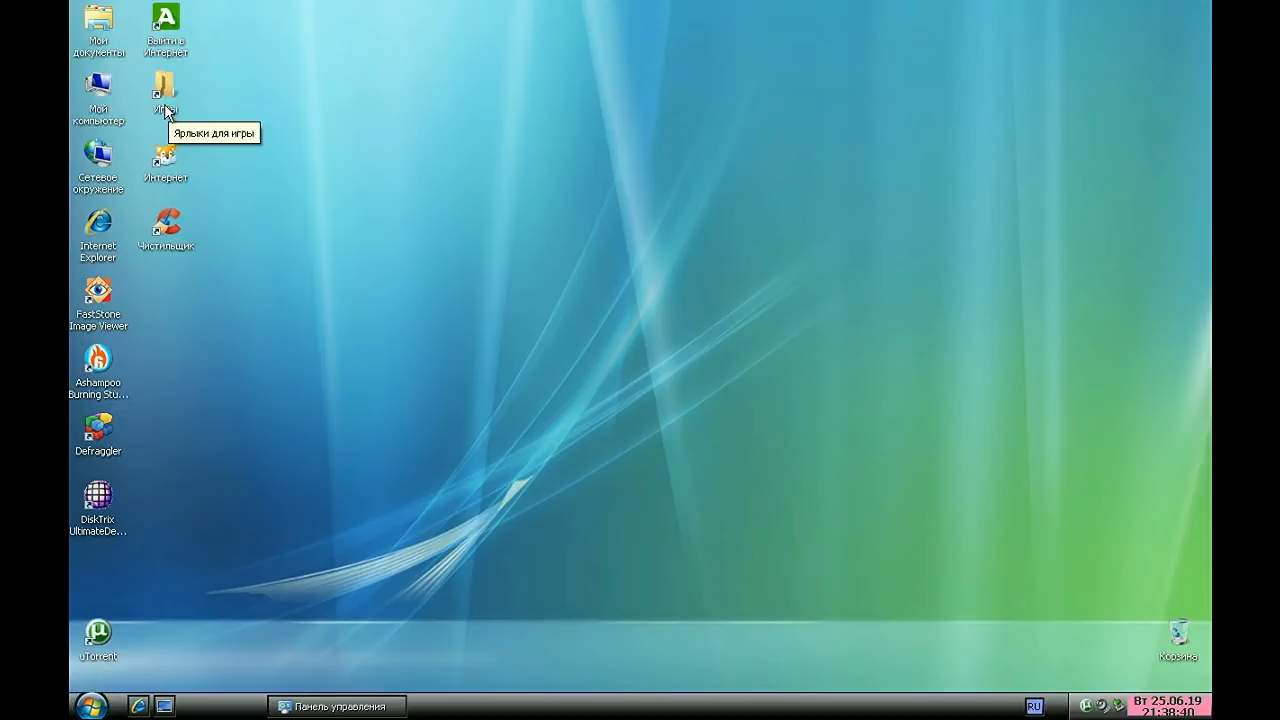 Мои
документы
Выйти в
Интернет
Мой
компьютер
Игры
Ярлыки для игры
Сетевое
окружение
Интернет
Internet
Explorer
Чистильщик
FastStone
Image Viewer
Ashampoo
Burning Stu...
Defraggler
DiskTrix
UltimateDe...
uTorrent
Корзина
Панель управления
RU
Вт 25.06.19
21:38:40